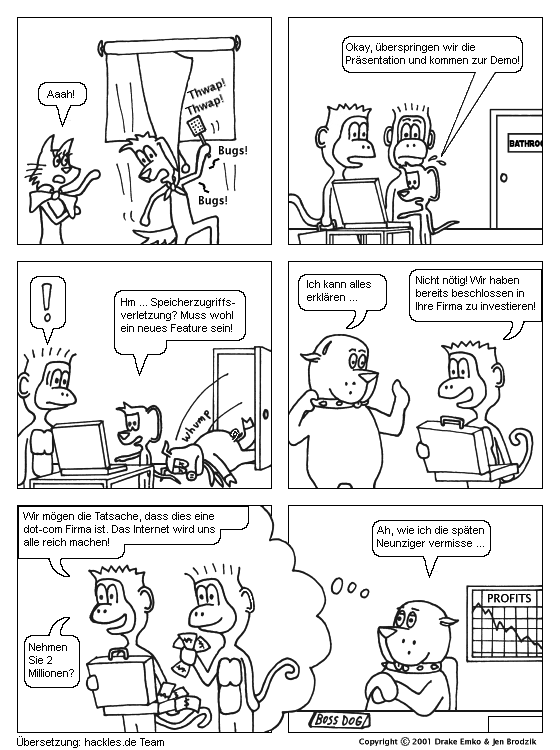 Aaah!
Thwap!
Thwap!
Bugs!
Bugs!
Okay, überspringen wir die
Präsentation und kommen zur Demo!
BATHROO
!
Hm ... Speicherzugriffs-
verletzung? Muss wohl
ein neues Feature sein!
whump
Ich kann alles
erklären ...
Nicht nötig! Wir haben
bereits beschlossen in
Ihre Firma zu investieren!
Wir mögen die Tatsache, dass dies eine
dot-com Firma ist. Das Internet wird uns
alle reich machen!
Nehmen
Sie 2
Millionen?
Ah, wie ich die späten
Neunziger vermisse ...
PROFITS
BOSS DOG
Übersetzung: hackles.de Team
Copyright © 2001 Drake Emko & Jen Brodzik